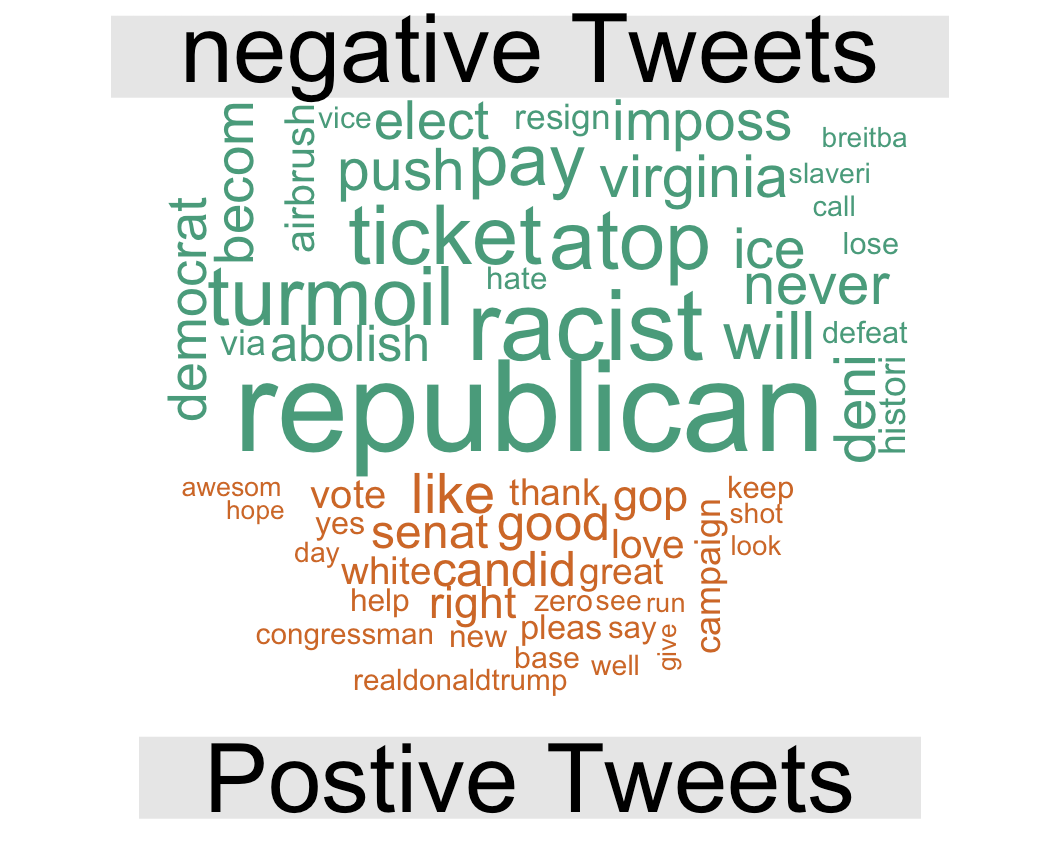 negative Tweets
vice elect resign imposs
becom airbrush breitba
push pay virginia slaveri
call
democrat ticket atop ice lose
hate never
turmoil racist will defeat
via abolish
republican deni histori
awesom vote like thank gop keep
hope yes senat good campaign shot
day love look
white candid great
help right zero see run
congressman new pleas say give
base well
realdonaldtrump
Postive Tweets